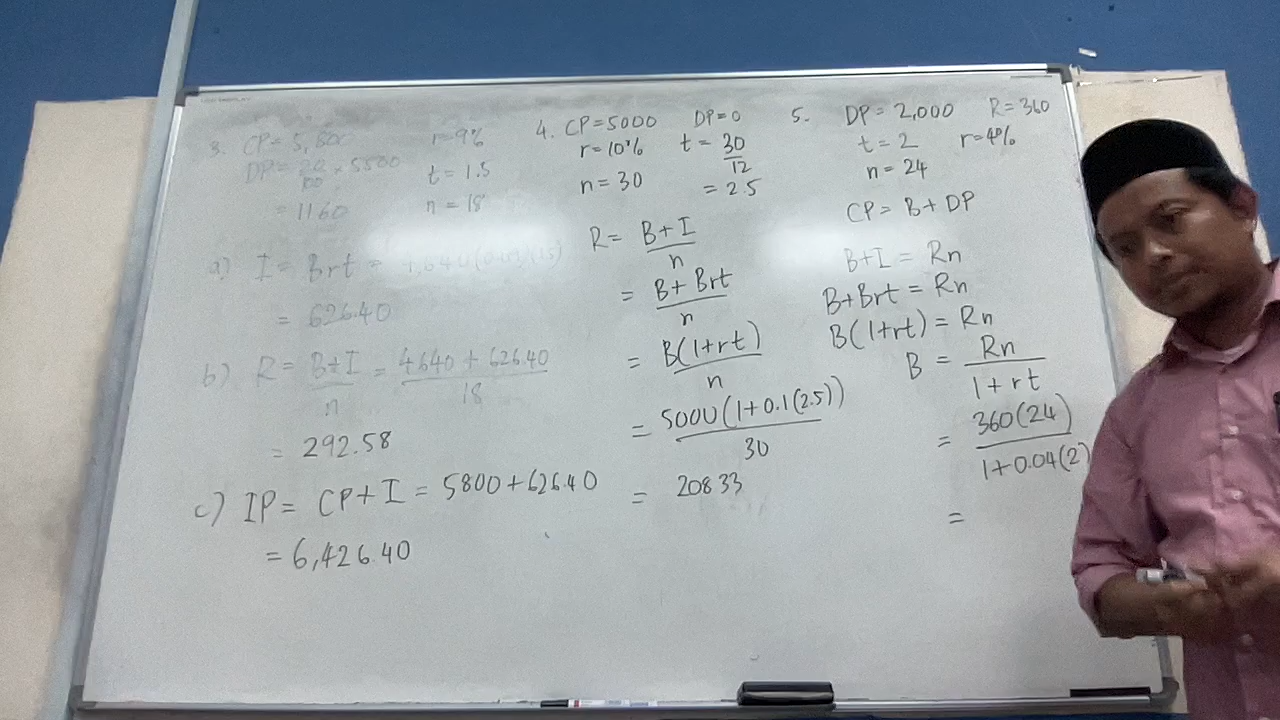 3. CP = 5,800 r = 9%
DP = 20/100 × 5800 t = 1.5
= 1160 n = 18
a) I = Brt = 4,640(0.09)(1.5)
= 626.40
b) R = B+I/n = 4640 + 626.40/18
= 292.58
c) IP = CP+I = 5800+626.40
= 6,426.40
4. CP = 5000 DP = 0
r = 10% t = 30/12
n = 30 = 2.5
R = B+I/n
= B+Brt/n
= B(1+rt)/n
= 5000(1+0.1(2.5))/30
= 208.33
5. DP = 2,000 R = 360
t = 2 r = 4%
n = 24
CP = B + DP
B+I = Rn
B+Brt = Rn
B(1+rt) = Rn
B = Rn/1+rt
= 360(24)/1+0.04(2)
=